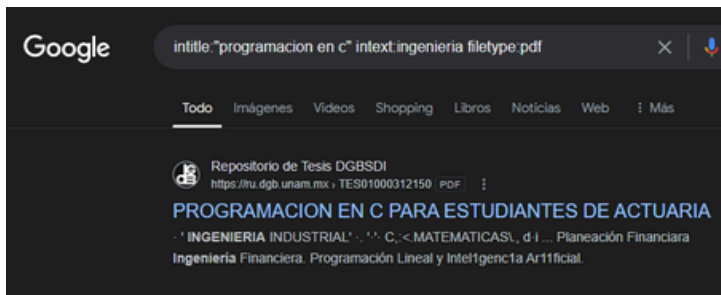 Google
intitle:"programacion en c" intext:ingenieria filetype:pdf
Todo Imágenes Videos Shopping Libros Noticias Web Más
Repositorio de Tesis DGBSDI
https://ru.dgb.unam.mx › TES01000312150 PDF
PROGRAMACION EN C PARA ESTUDIANTES DE ACTUARIA
· ' INGENIERIA INDUSTRIAL' ·. '·'· C,:<.MATEMATICAS\., d·i ... Planeación Financiara
Ingeniería Financiera. Programación Lineal y Intel1genc1a Ar11ficial.